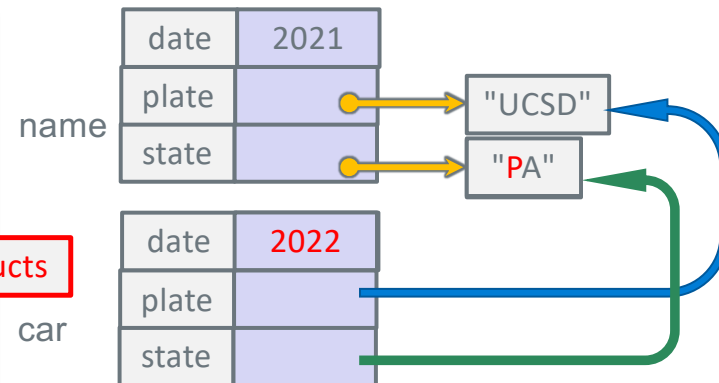 date 2021
plate "UCSD"
name
state "PA"
date 2022
ucts
plate
car
state